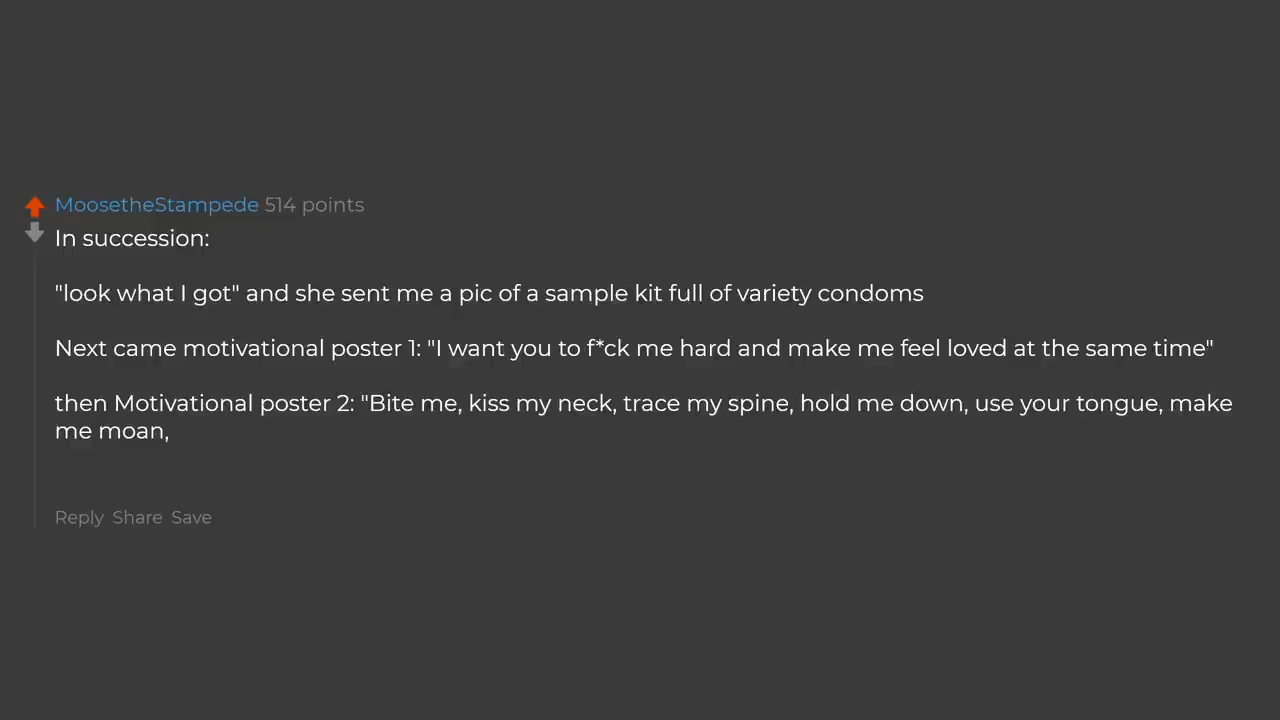 MoosetheStampede 514 points
In succession:
"look what I got" and she sent me a pic of a sample kit full of variety condoms
Next came motivational poster 1: "I want you to f*ck me hard and make me feel loved at the same time"
then Motivational poster 2: "Bite me, kiss my neck, trace my spine, hold me down, use your tongue, make
me moan,
Reply Share Save